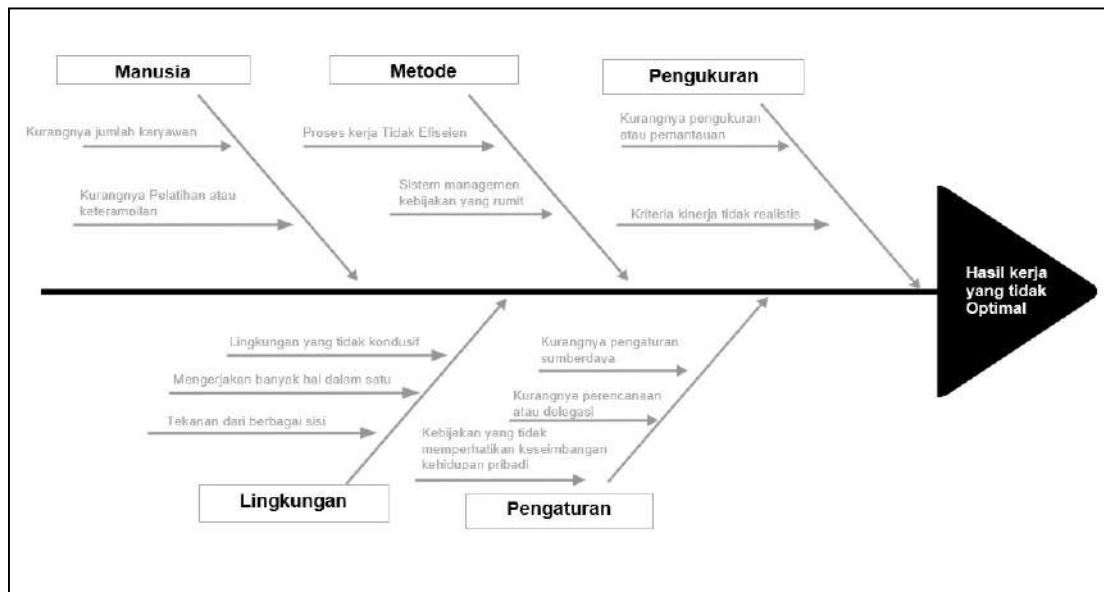 Manusia
Metode
Pengukuran
Kurangnya jumlah karyawan
Kurangnya Pelatihan atau
keterampilan
Proses kerja Tidak Efiseien
Sistem managemen
kebijakan yang rumit
Kurangnya pengukuran
atau pemantauan
Kriteria kinerja tidak realistis
Hasil kerja
yang tidak
Optimal
Lingkungan yang tidak kondusif
Mengerjakan banyak hal dalam satu
Tekanan dari berbagai sisi
Kurangnya pengaturan
sumberdaya
Kurangnya perencanaan
atau delegasi
Kebijakan yang tidak
memperhatikan keseimbangan
kehidupan pribadi
Lingkungan
Pengaturan